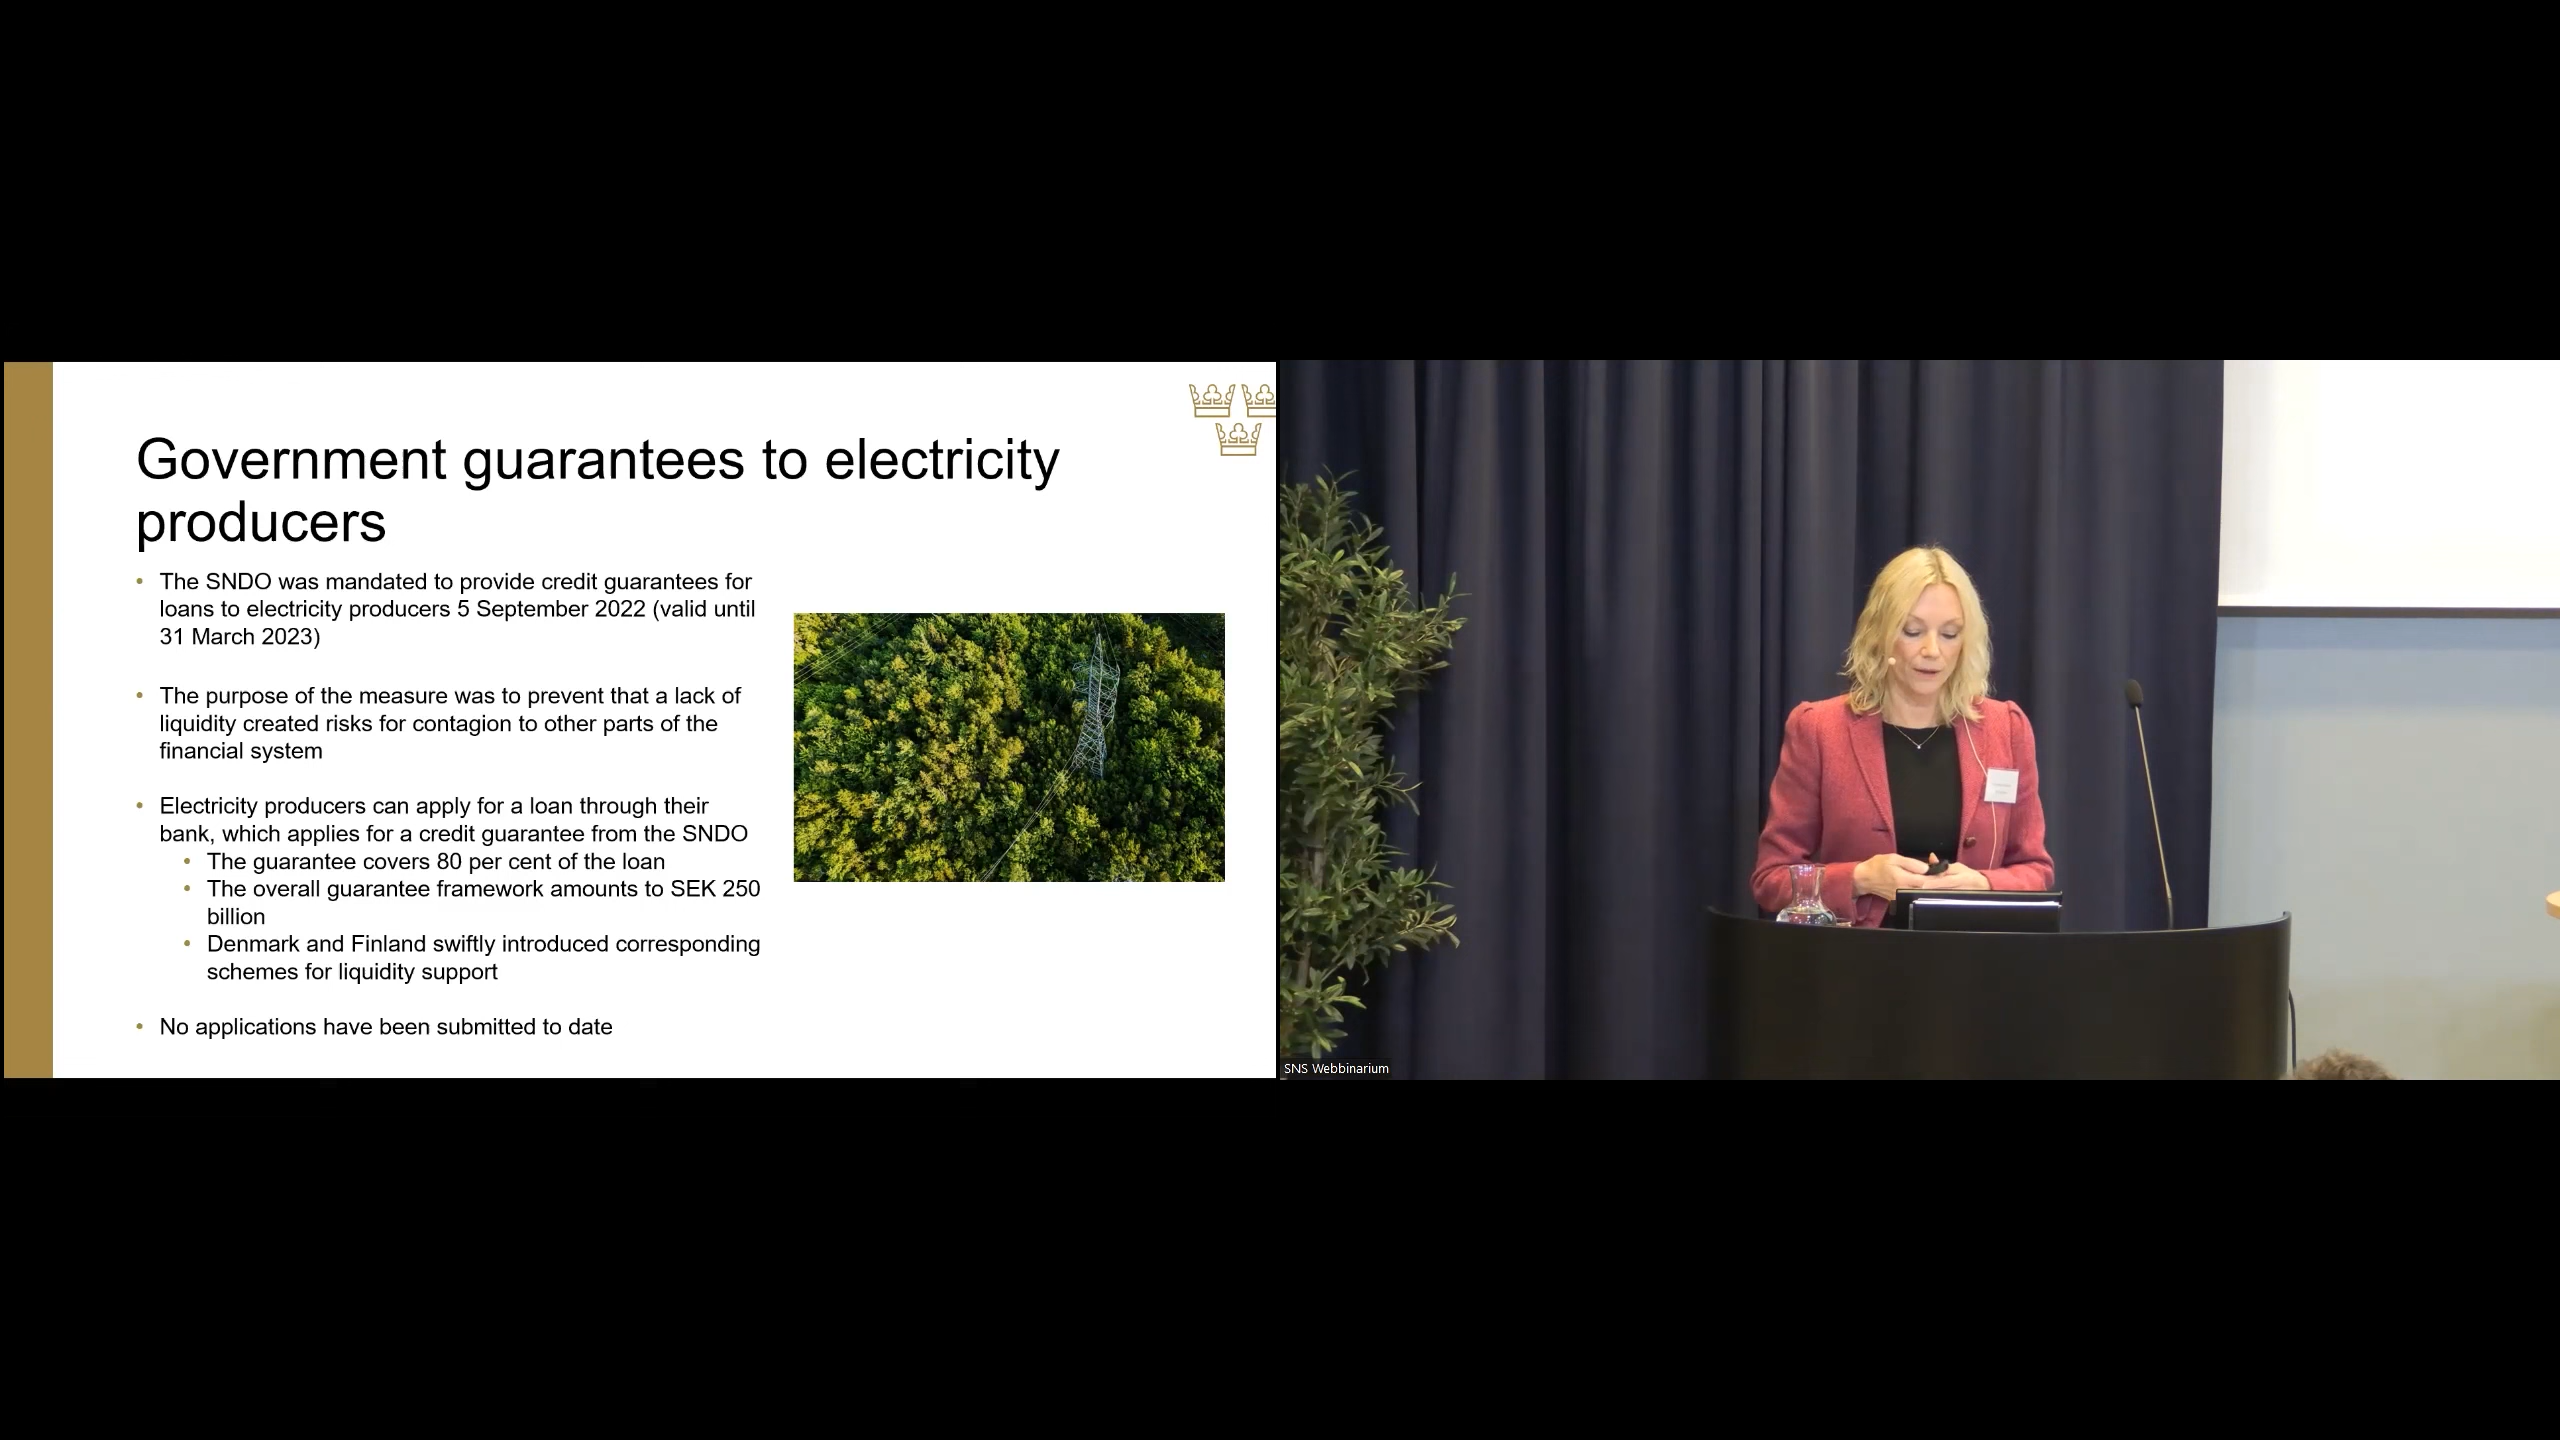 Government guarantees to electricity
producers
• The SNDO was mandated to provide credit guarantees for
loans to electricity producers 5 September 2022 (valid until
31 March 2023)
• The purpose of the measure was to prevent that a lack of
liquidity created risks for contagion to other parts of the
financial system
• Electricity producers can apply for a loan through their
bank, which applies for a credit guarantee from the SNDO
• The guarantee covers 80 per cent of the loan
• The overall guarantee framework amounts to SEK 250
billion
• Denmark and Finland swiftly introduced corresponding
schemes for liquidity support
• No applications have been submitted to date
SNS Webbinarium